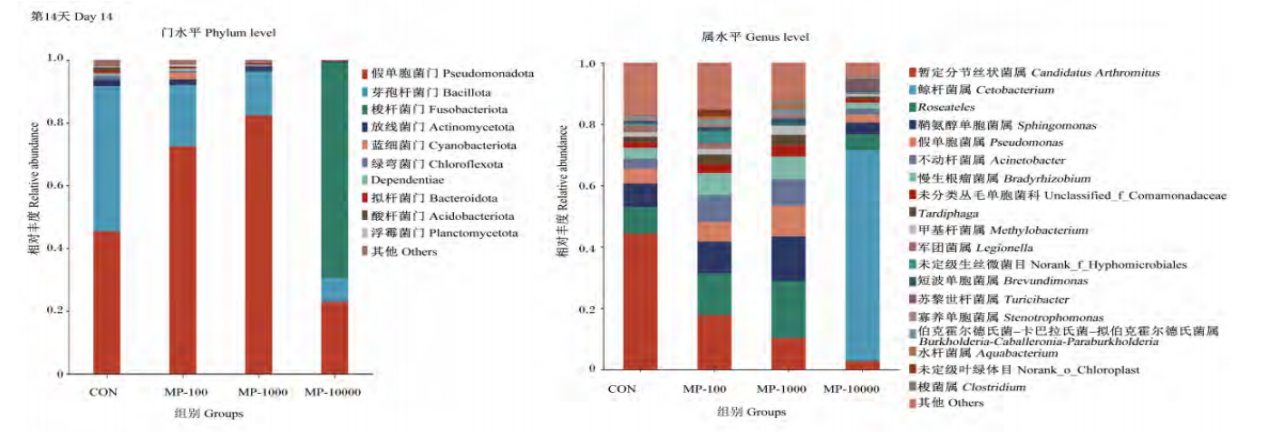 第14天 Day 14
门水平 Phylum level
1.0
0.8
0.6
0.4
0.2
0
相对丰度 Relative abundance
CON
MP-100
MP-1000
MP-10000
组别 Groups
假单胞菌门 Pseudomonadota
芽孢杆菌门 Bacillota
梭杆菌门 Fusobacteriota
放线菌门 Actinomycetota
蓝细菌门 Cyanobacteriota
绿弯菌门 Chloroflexota
Dependentiae
拟杆菌门 Bacteroidota
酸杆菌门 Acidobacteriota
浮霉菌门 Planctomycetota
其他 Others
属水平 Genus level
1.0
0.8
0.6
0.4
0.2
0
相对丰度 Relative abundance
CON
MP-100
MP-1000
MP-10000
组别 Groups
暂定分节丝状菌属 Candidatus Arthromitus
鲸杆菌属 Cetobacterium
Roseateles
鞘氨醇单胞菌属 Sphingomonas
假单胞菌属 Pseudomonas
不动杆菌属 Acinetobacter
慢生根瘤菌属 Bradyrhizobium
未分类丛毛单胞菌科 Unclassified_f_Comamonadaceae
Tardiphaga
甲基杆菌属 Methylobacterium
军团菌属 Legionella
未定级生丝微菌目 Norank_f_Hyphomicrobiales
短波单胞菌属 Brevundimonas
苏黎世杆菌属 Turicibacter
寡养单胞菌属 Stenotrophomonas
伯克霍尔德氏菌–卡巴拉氏菌–拟伯克霍尔德氏菌属
Burkholderia-Caballeronia-Paraburkholderia
水杆菌属 Aquabacterium
未定级叶绿体目 Norank_o_Chloroplast
梭菌属 Clostridium
其他 Others